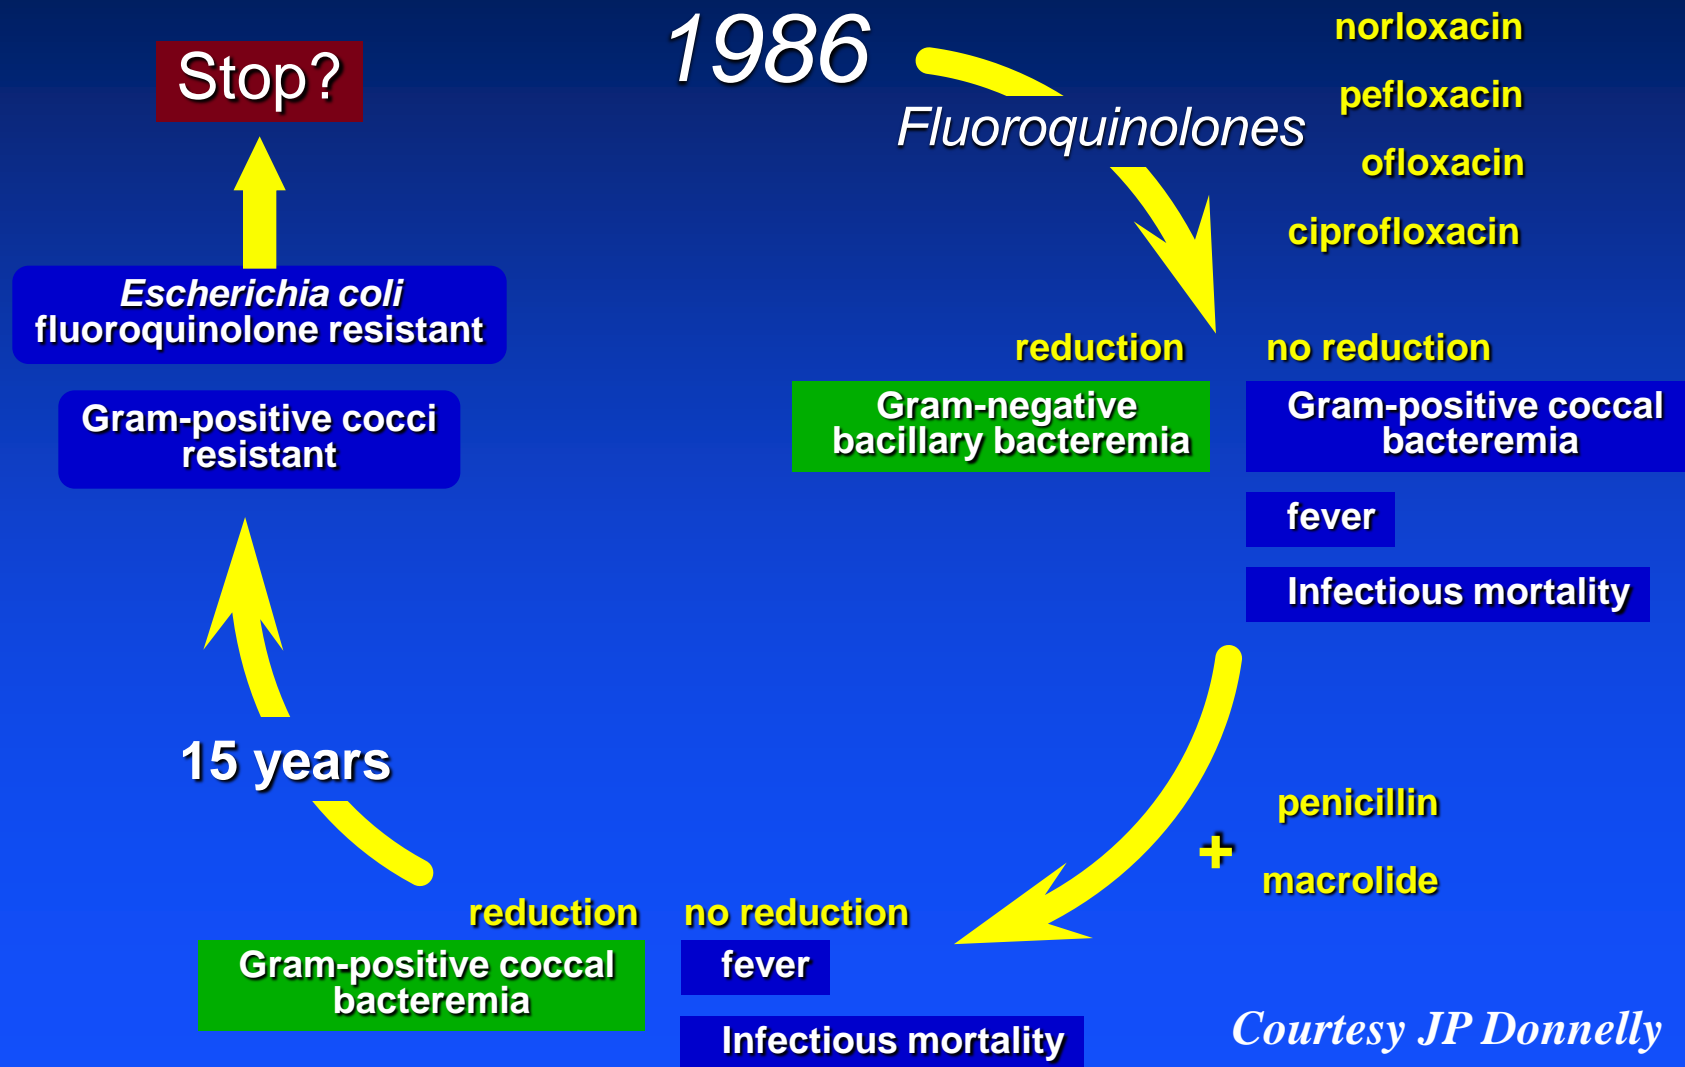 1986
Fluoroquinolones
norloxacin
pefloxacin
ofloxacin
ciprofloxacin
reduction
Gram-negative
bacillary bacteremia
no reduction
Gram-positive coccal
bacteremia
fever
Infectious mortality
+
penicillin
macrolide
reduction
Gram-positive coccal
bacteremia
no reduction
fever
Infectious mortality
15 years
Gram-positive cocci
resistant
Escherichia coli
fluoroquinolone resistant
Stop?
Courtesy JP Donnelly